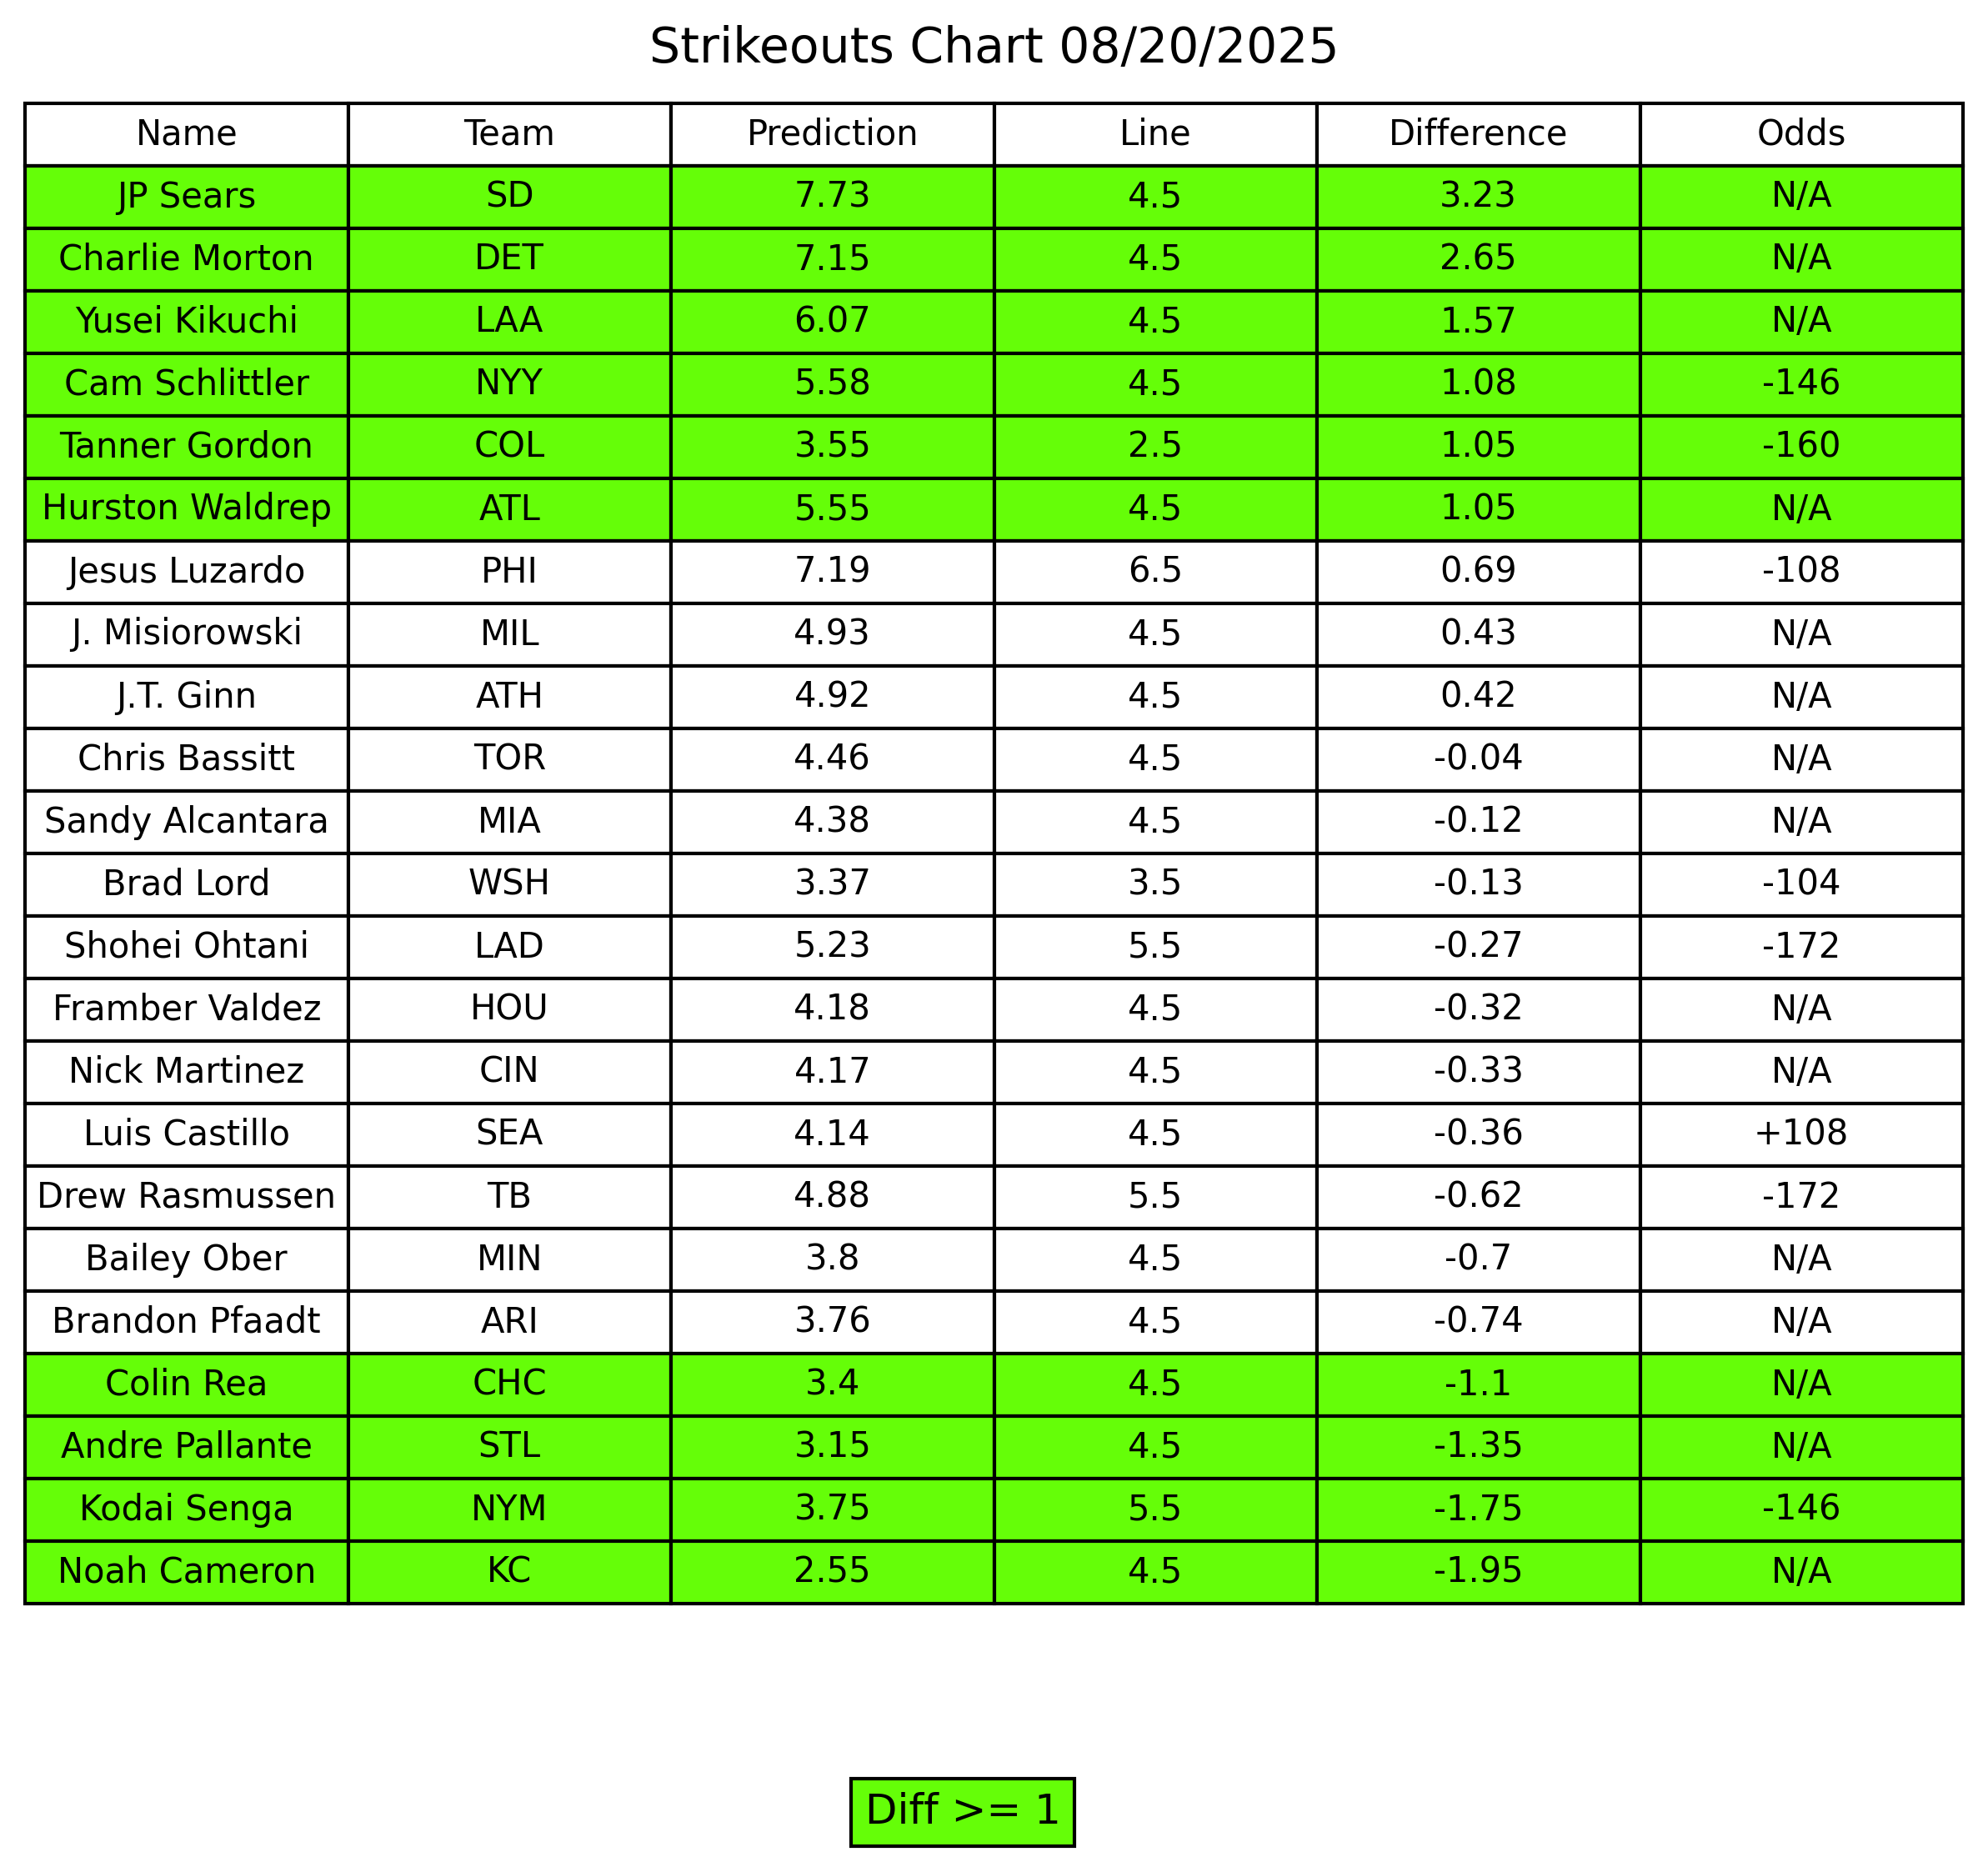 Strikeouts Chart 08/20/2025
Name Team Prediction Line Difference Odds
JP Sears SD 7.73 4.5 3.23 N/A
Charlie Morton DET 7.15 4.5 2.65 N/A
Yusei Kikuchi LAA 6.07 4.5 1.57 N/A
Cam Schlittler NYY 5.58 4.5 1.08 -146
Tanner Gordon COL 3.55 2.5 1.05 -160
Hurston Waldrep ATL 5.55 4.5 1.05 N/A
Jesus Luzardo PHI 7.19 6.5 0.69 -108
J. Misiorowski MIL 4.93 4.5 0.43 N/A
J.T. Ginn ATH 4.92 4.5 0.42 N/A
Chris Bassitt TOR 4.46 4.5 -0.04 N/A
Sandy Alcantara MIA 4.38 4.5 -0.12 N/A
Brad Lord WSH 3.37 3.5 -0.13 -104
Shohei Ohtani LAD 5.23 5.5 -0.27 -172
Framber Valdez HOU 4.18 4.5 -0.32 N/A
Nick Martinez CIN 4.17 4.5 -0.33 N/A
Luis Castillo SEA 4.14 4.5 -0.36 +108
Drew Rasmussen TB 4.88 5.5 -0.62 -172
Bailey Ober MIN 3.8 4.5 -0.7 N/A
Brandon Pfaadt ARI 3.76 4.5 -0.74 N/A
Colin Rea CHC 3.4 4.5 -1.1 N/A
Andre Pallante STL 3.15 4.5 -1.35 N/A
Kodai Senga NYM 3.75 5.5 -1.75 -146
Noah Cameron KC 2.55 4.5 -1.95 N/A
Diff >= 1